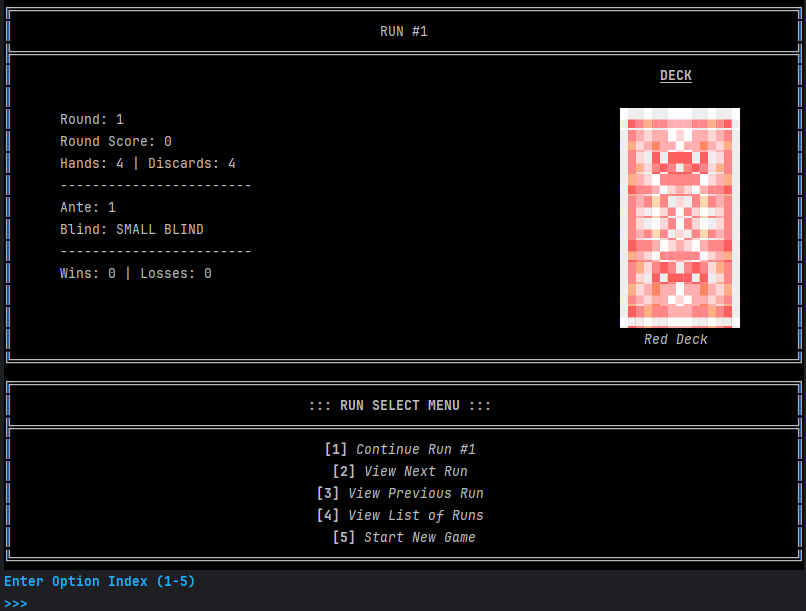 RUN #1
DECK
Round: 1
Round Score: 0
Hands: 4 | Discards: 4
------------------------
Ante: 1
Blind: SMALL BLIND
------------------------
Wins: 0 | Losses: 0
Red Deck
::: RUN SELECT MENU :::
[1] Continue Run #1
[2] View Next Run
[3] View Previous Run
[4] View List of Runs
[5] Start New Game
Enter Option Index (1-5)
>>>